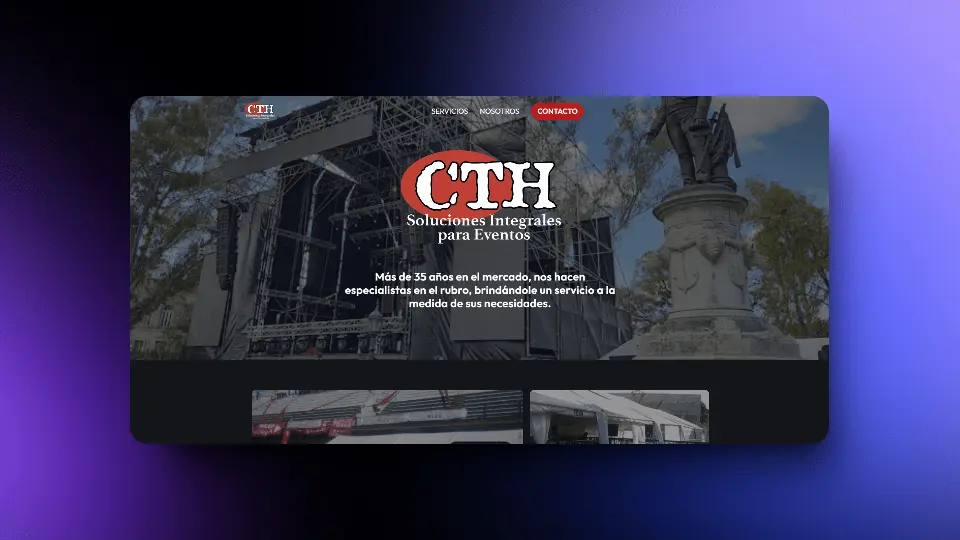 CTH
SERVICIOS NOSOTROS CONTACTO
CTH
Soluciones Integrales
para Eventos
Más de 35 años en el mercado, nos hacen
especialistas en el rubro, brindándole un servicio a la
medida de sus necesidades.